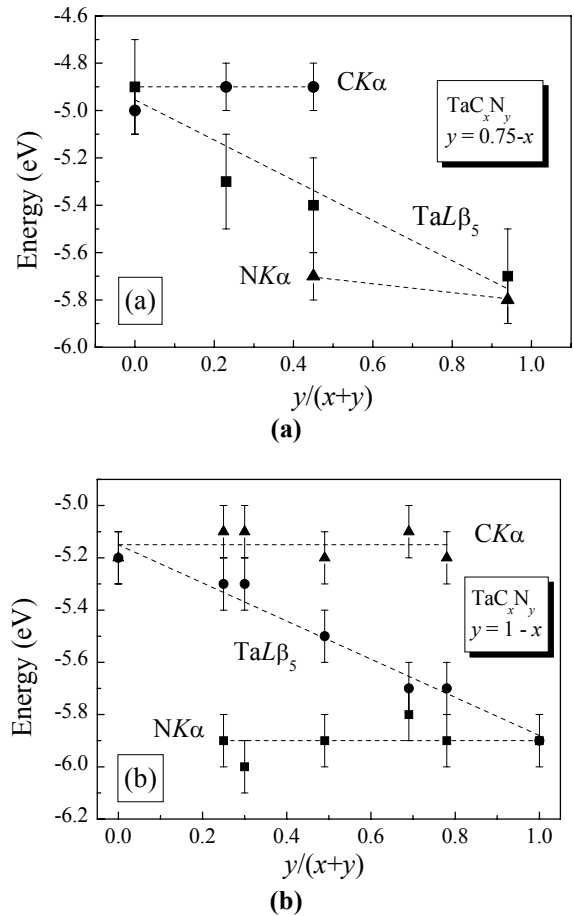 -4.6
-4.8
CKα
TaCₓNᵧ
y = 0.75-x
-5.0
-5.2
Energy (eV)
-5.4
TaLβ₅
-5.6
NKα
-5.8
(a)
-6.0
0.0 0.2 0.4 0.6 0.8 1.0
y/(x+y)
(a)
-5.0
CKα
-5.2
TaCₓNᵧ
y = 1 - x
-5.4
Energy (eV)
TaLβ₅
-5.6
-5.8
NKα
-6.0
(b)
-6.2
0.0 0.2 0.4 0.6 0.8 1.0
y/(x+y)
(b)